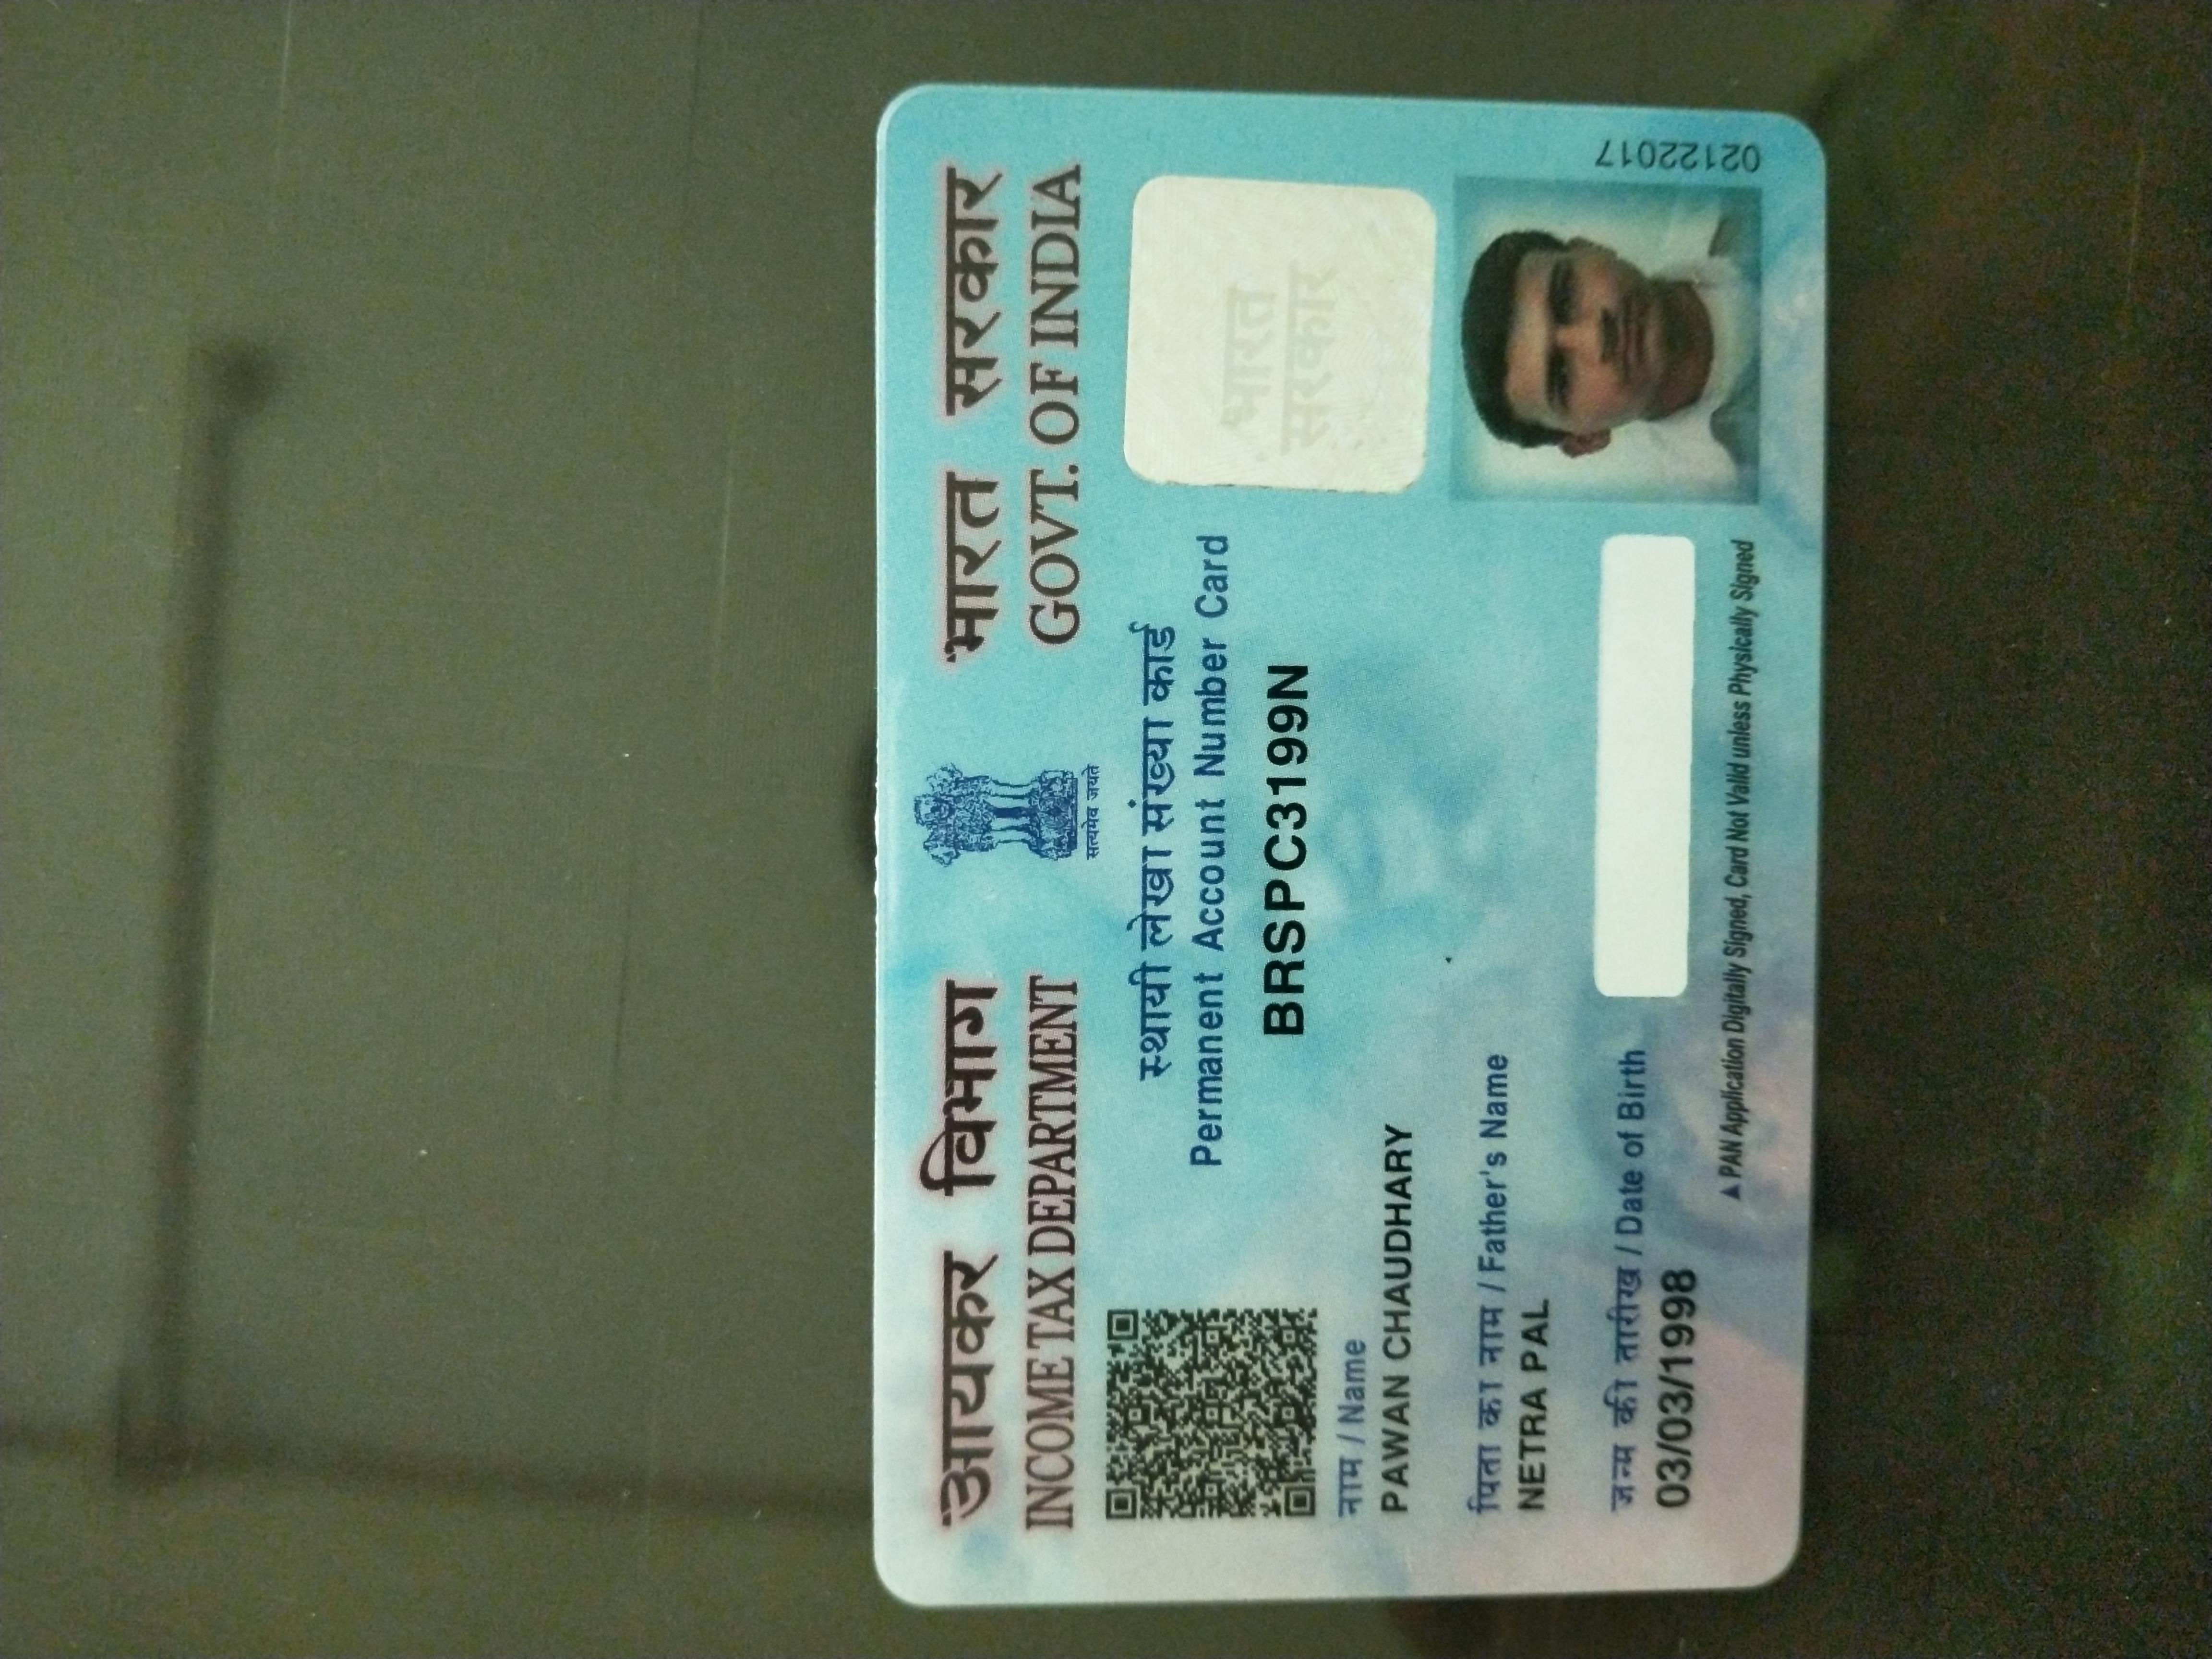 आयकर विभाग
INCOME TAX DEPARTMENT
सत्यमेव जयते
भारत सरकार
GOVT. OF INDIA
स्थायी लेखा संख्या कार्ड
Permanent Account Number Card
BRSPC3199N
भारत
सरकार
नाम / Name
PAWAN CHAUDHARY
पिता का नाम / Father's Name
NETRA PAL
जन्म की तारीख / Date of Birth
03/03/1998
▲ PAN Application Digitally Signed, Card Not Valid unless Physically Signed
02122017